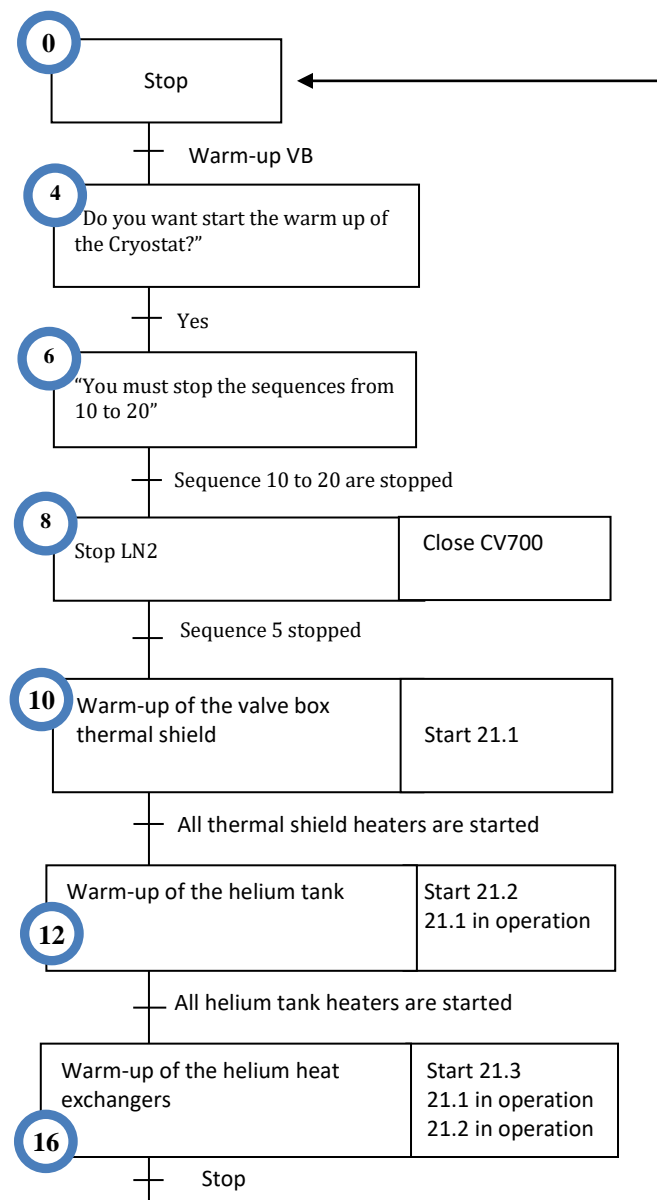 0
Stop
Warm-up VB
4
"Do you want start the warm up of
the Cryostat?”
Yes
6
“You must stop the sequences from
10 to 20”
Sequence 10 to 20 are stopped
8
Stop LN2
Close CV700
Sequence 5 stopped
10
Warm-up of the valve box
thermal shield
Start 21.1
All thermal shield heaters are started
Warm-up of the helium tank
Start 21.2
21.1 in operation
12
All helium tank heaters are started
Warm-up of the helium heat
exchangers
Start 21.3
21.1 in operation
21.2 in operation
16
Stop